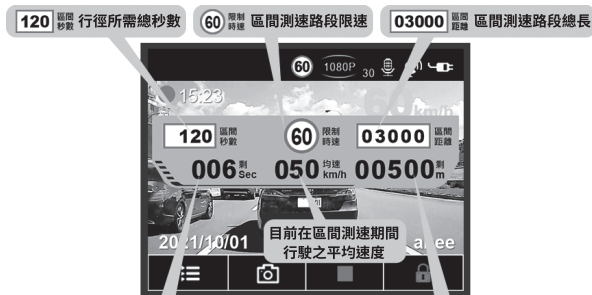 120 區間秒數 行徑所需總秒數
60 限制時速 區間測速路段限速
03000 區間距離 區間測速路段總長
60 1080P 30
15:23
km/h
120 區間秒數
60 限制時速
03000 區間距離
006 剩 Sec
050 均速 km/h
00500 剩 m
目前在區間測速期間
行駛之平均速度